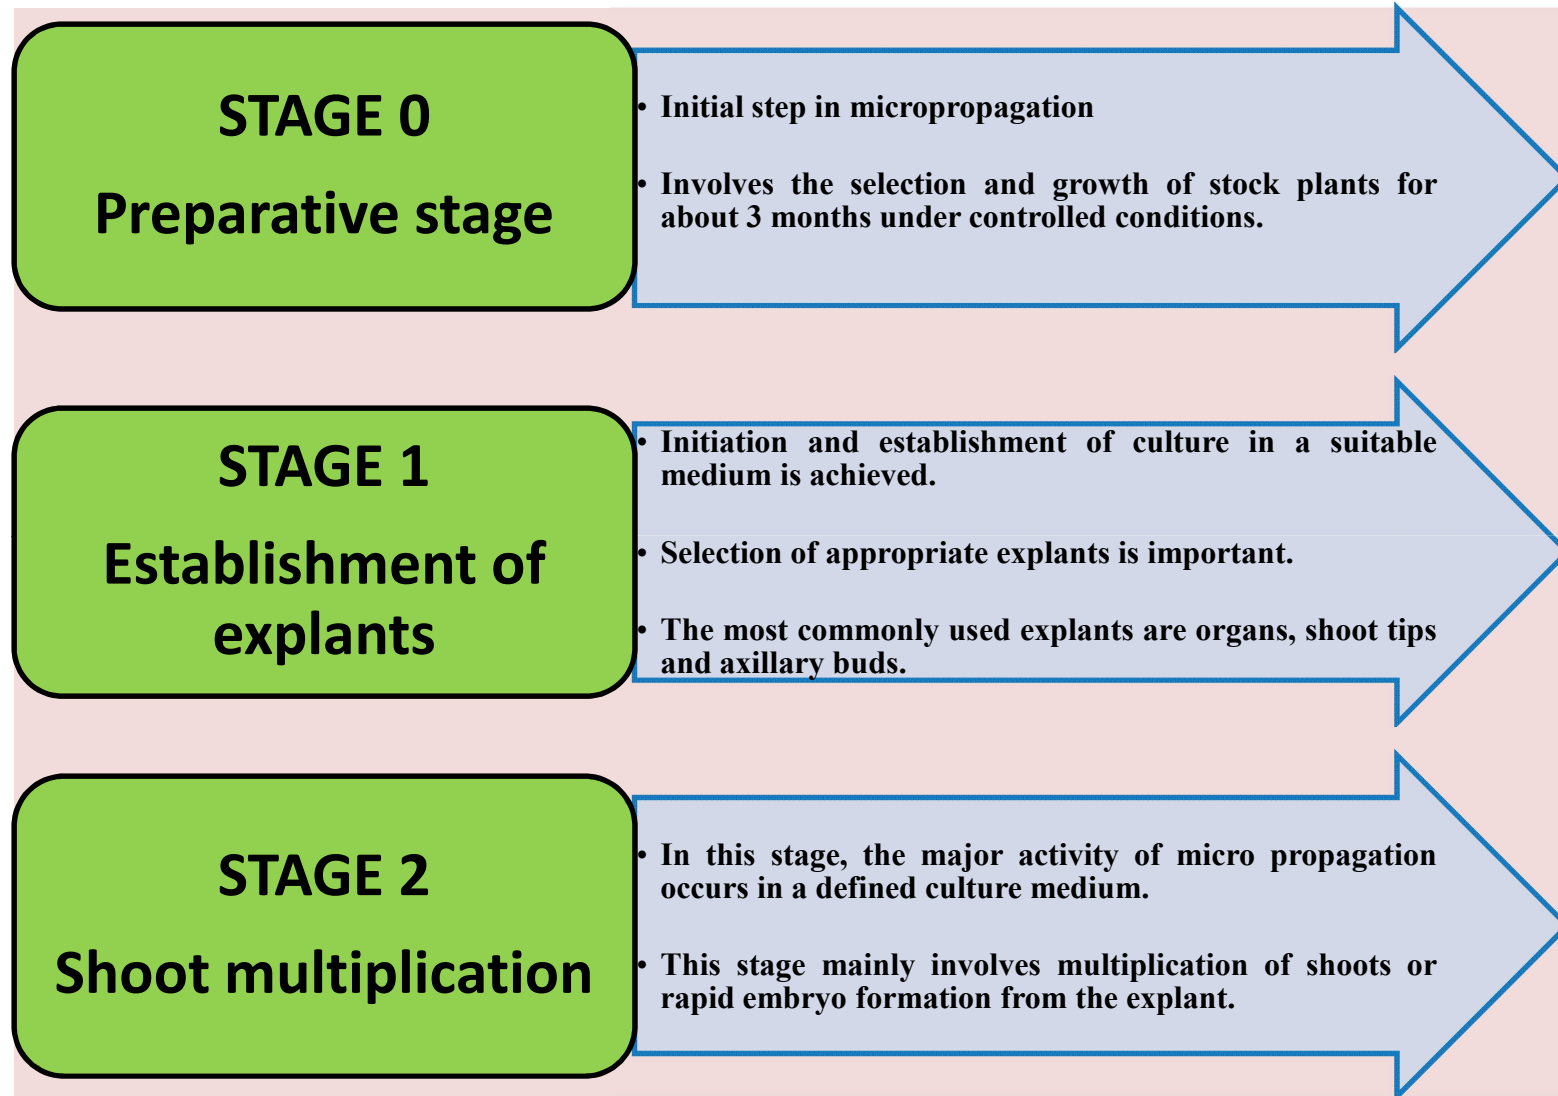 STAGE 0
Preparative stage
• Initial step in micropropagation
• Involves the selection and growth of stock plants for
about 3 months under controlled conditions.
STAGE 1
Establishment of
explants
• Initiation and establishment of culture in a suitable
medium is achieved.
• Selection of appropriate explants is important.
• The most commonly used explants are organs, shoot tips
and axillary buds.
STAGE 2
Shoot multiplication
• In this stage, the major activity of micro propagation
occurs in a defined culture medium.
• This stage mainly involves multiplication of shoots or
rapid embryo formation from the explant.